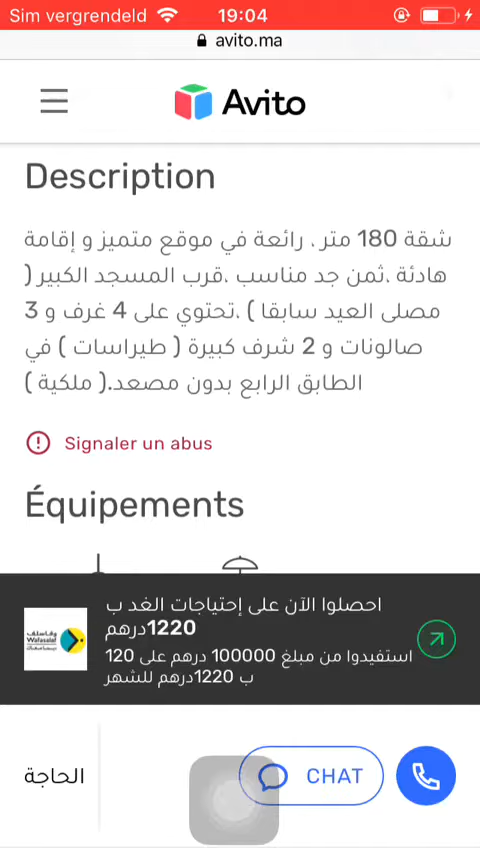 Sim vergrendeld 19:04
avito.ma
Avito
Description
شقة 180 متر ، رائعة في موقع متميز و إقامة
هادئة ،ثمن جد مناسب ،قرب المسجد الكبير (
مصلى العيد سابقا ) ،تحتوي على 4 غرف و 3
صالونات و 2 شرف كبيرة ( طيراسات ) في
الطابق الرابع بدون مصعد.( ملكية )
Signaler un abus
Équipements
احصلوا الآن على إحتياجات الغد ب
1220درهم
استفيدوا من مبلغ 100000 درهم على 120
ب 1220درهم للشهر
وفاسلف
Wafasalaf
الحاجة
CHAT